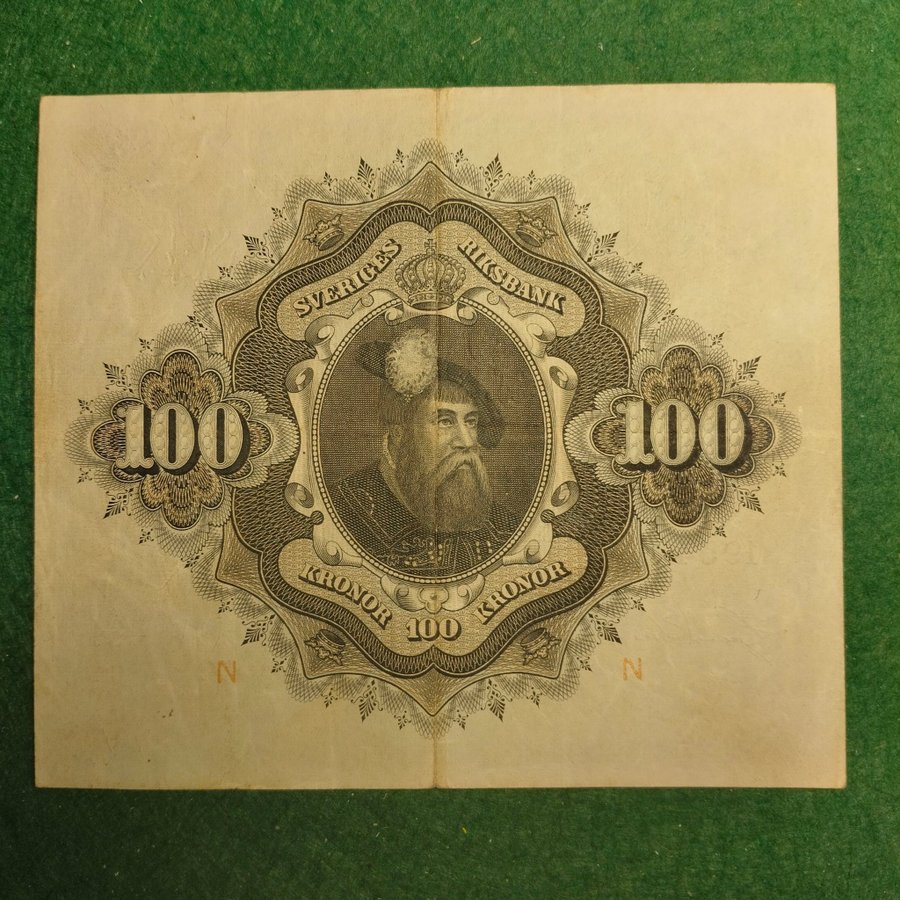 SVERIGES RIKSBANK
100 100
KRONOR 100 KRONOR
N N